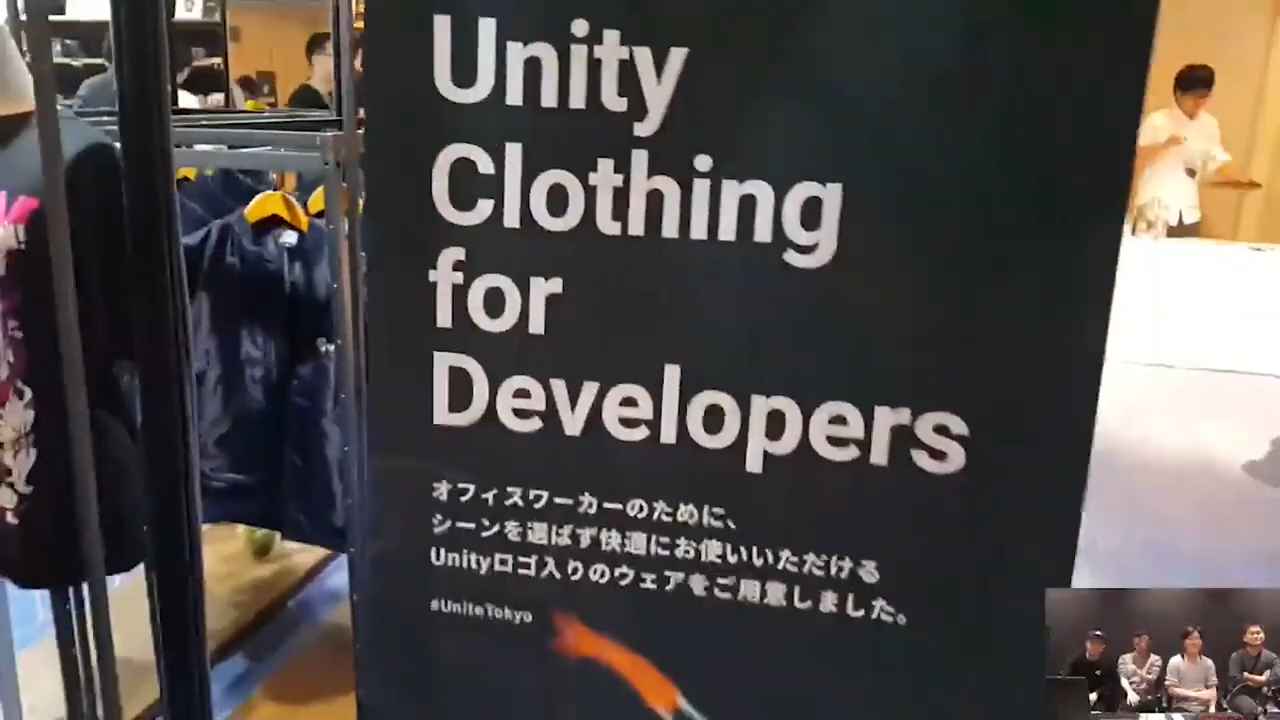 Unity
Clothing
for
Developers
オフィスワーカーのために、
シーンを選ばず快適にお使いいただける
Unityロゴ入りのウェアをご用意しました。
#UniteTokyo